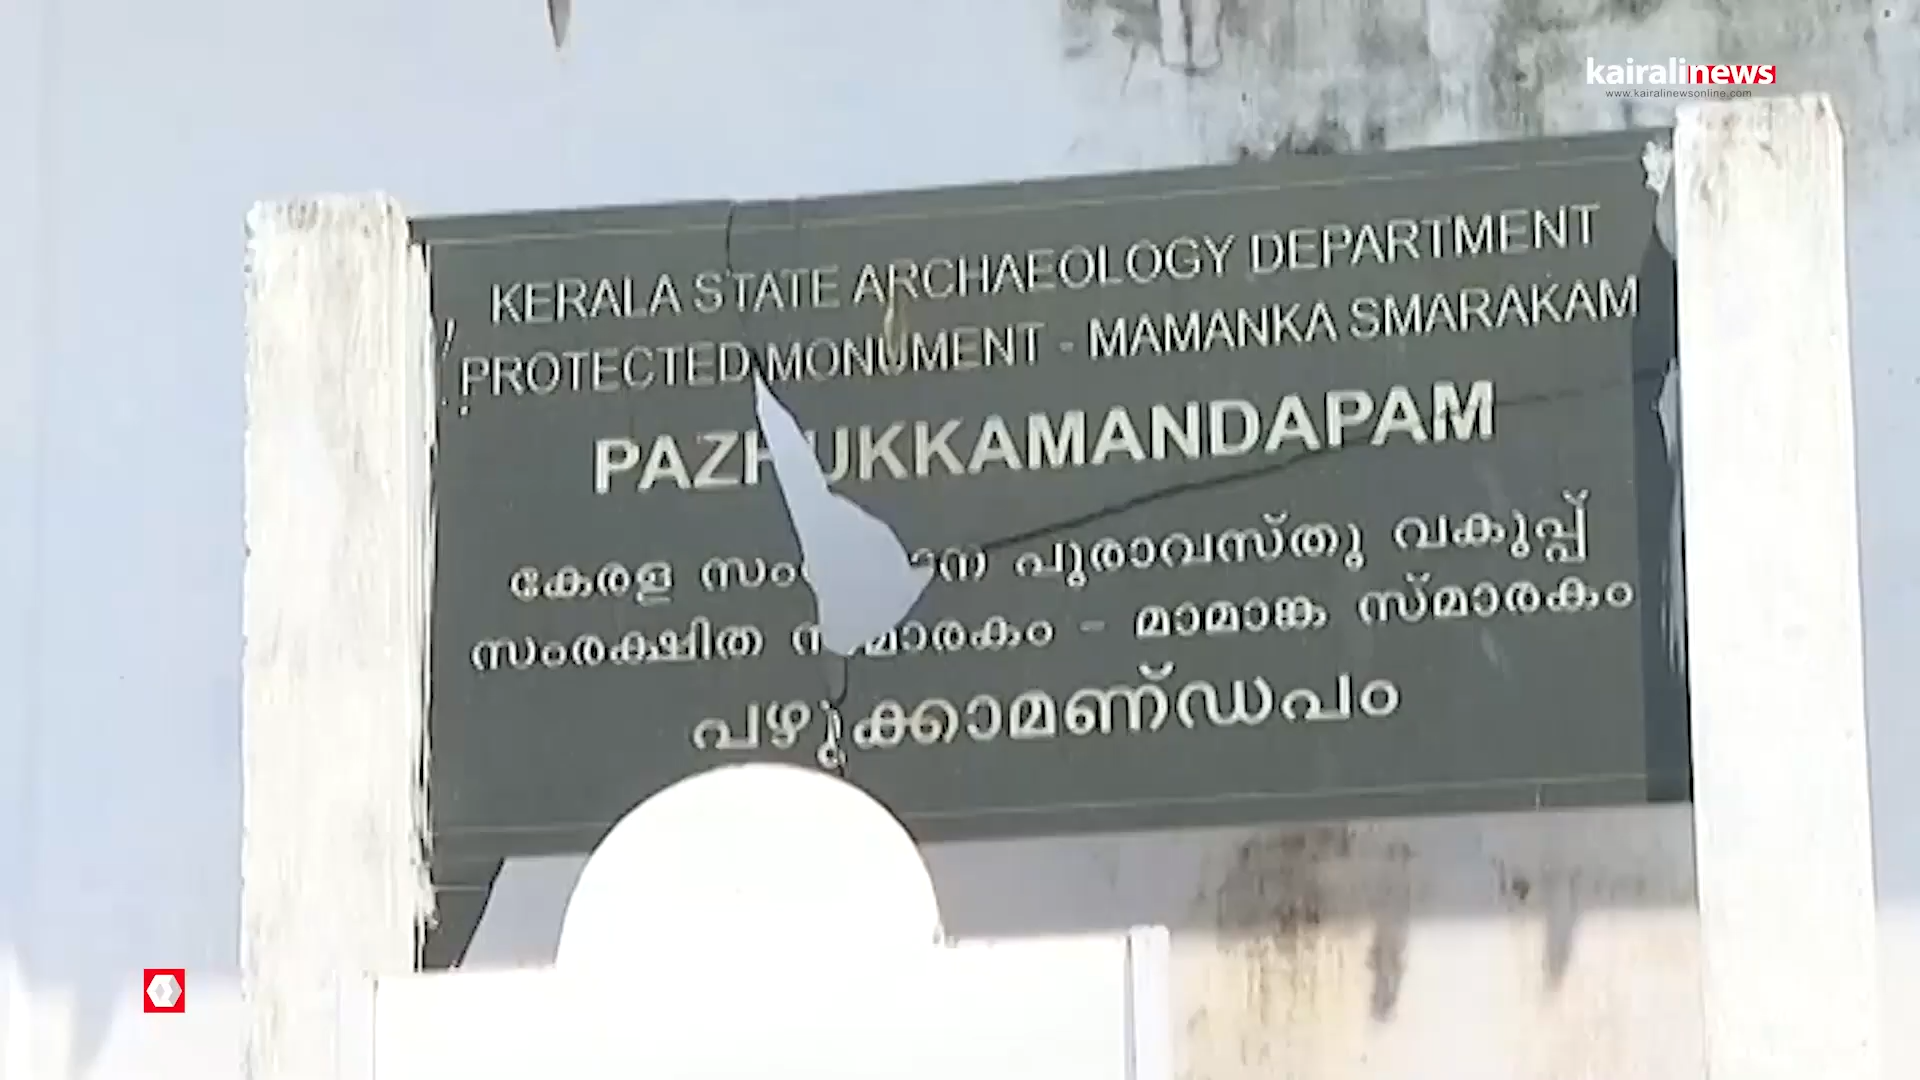 kairalinews
www.kairalinewsonline.com
KERALA STATE ARCHAEOLOGY DEPARTMENT
PROTECTED MONUMENT - MAMANKA SMARAKAM
PAZHUKKAMANDAPAM
കേരള പുരാവസ്തു വകുപ്പ്
സംരക്ഷിത സ്മാരകം - മാമാങ്ക സ്മാരകം
പഴുക്കാമണ്ഡപം